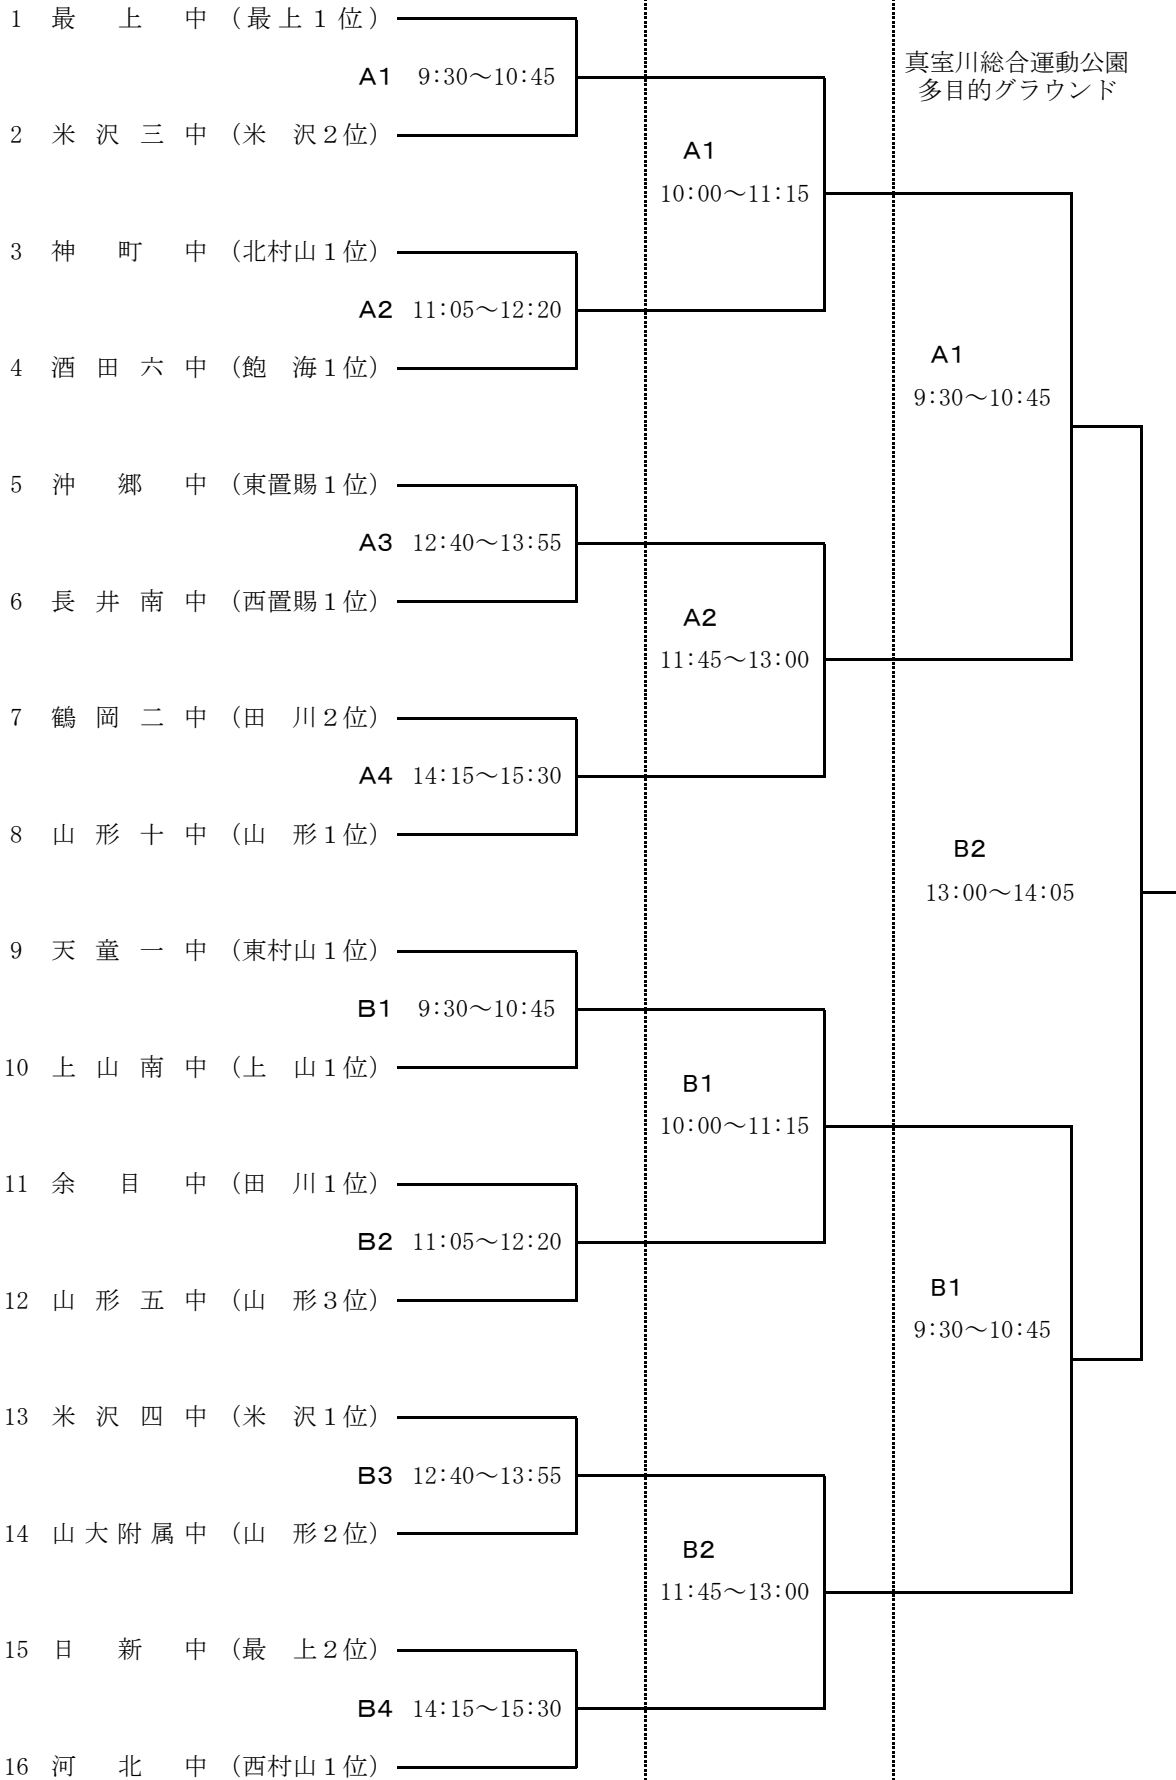 1 最上中（最上１位）
A1 9:30～10:45
真室川総合運動公園
多目的グラウンド
2 米沢三中（米 沢２位）
A1
10:00～11:15
3 神町中（北村山１位）
A2 11:05～12:20
A1
4 酒田六中（飽 海１位）
9:30～10:45
5 沖郷中（東置賜１位）
A3 12:40～13:55
6 長井南中（西置賜１位）
A2
11:45～13:00
7 鶴岡二中（田 川２位）
A4 14:15～15:30
8 山形十中（山 形１位）
B2
13:00～14:05
9 天童一中（東村山１位）
B1 9:30～10:45
10 上山南中（上 山１位）
B1
10:00～11:15
11 余目中（田 川１位）
B2 11:05～12:20
B1
12 山形五中（山 形３位）
9:30～10:45
13 米沢四中（米 沢１位）
B3 12:40～13:55
14 山大附属中（山 形２位）
B2
11:45～13:00
15 日新中（最 上２位）
B4 14:15～15:30
16 河北中（西村山１位）